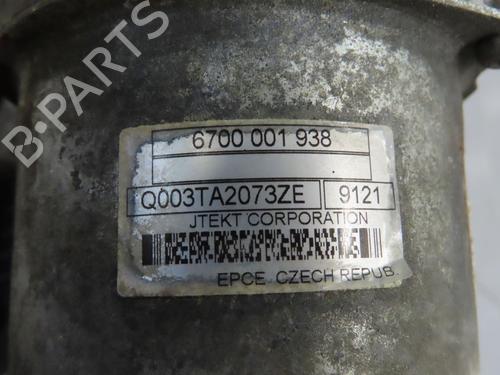 B-PARTS
6700 001 938
Q003TA2073ZE 9121
JTEKT CORPORATION
EPCE CZECH REPUB.